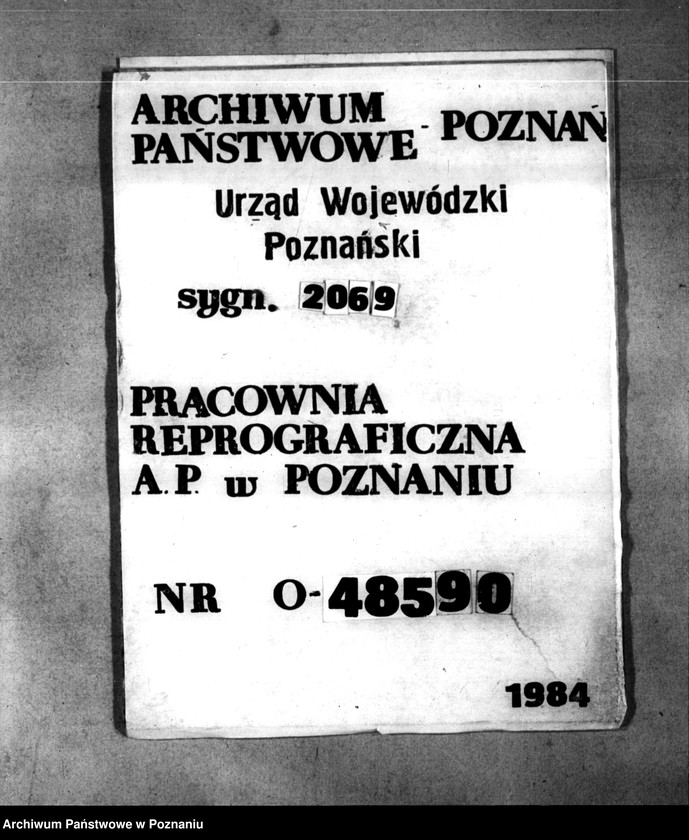 ARCHIWUM
PAŃSTWOWE - POZNAŃ
Urząd Wojewódzki
Poznański
sygn. 2069
PRACOWNIA
REPROGRAFICZNA
A.P. w POZNANIU
NR O-48590
1984
Archiwum Państwowe w Poznaniu